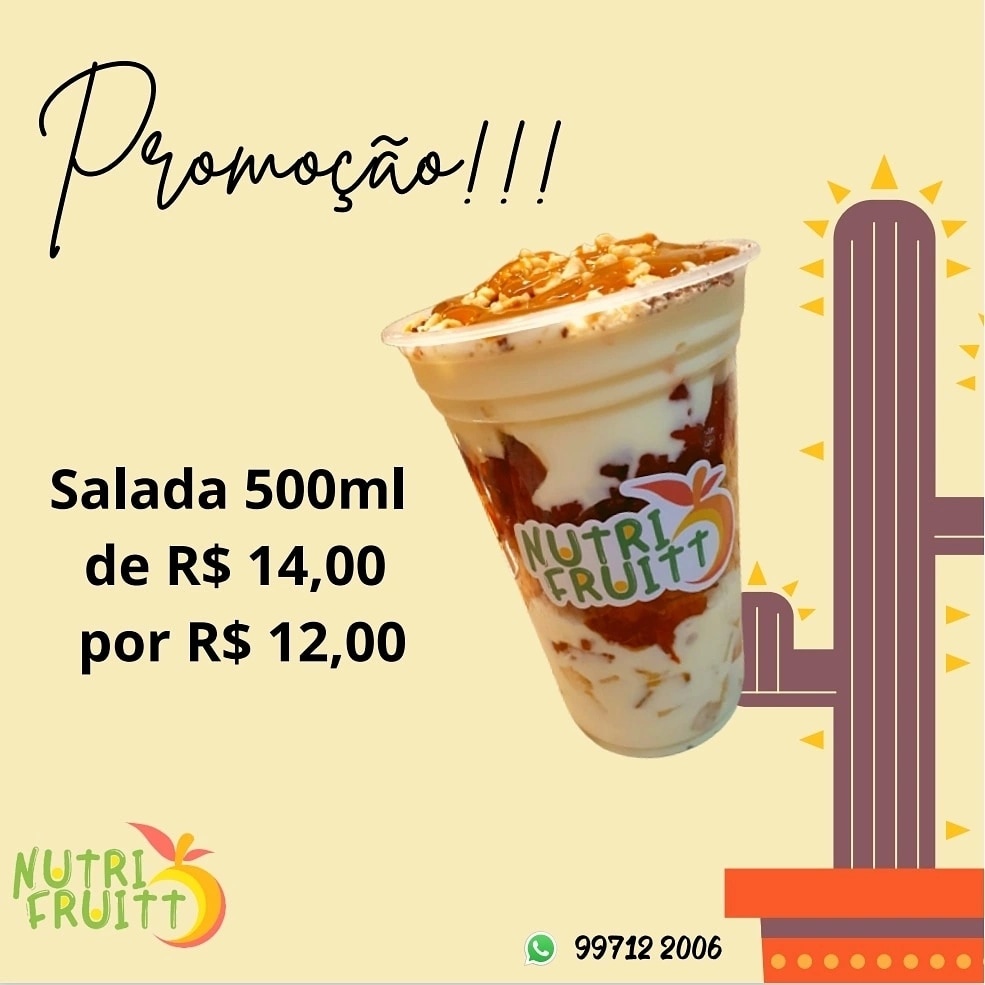 Promoção!!!
Salada 500ml
de R$ 14,00
por R$ 12,00
NUTRI
FRUITT
NUTRI
FRUITT
99712 2006